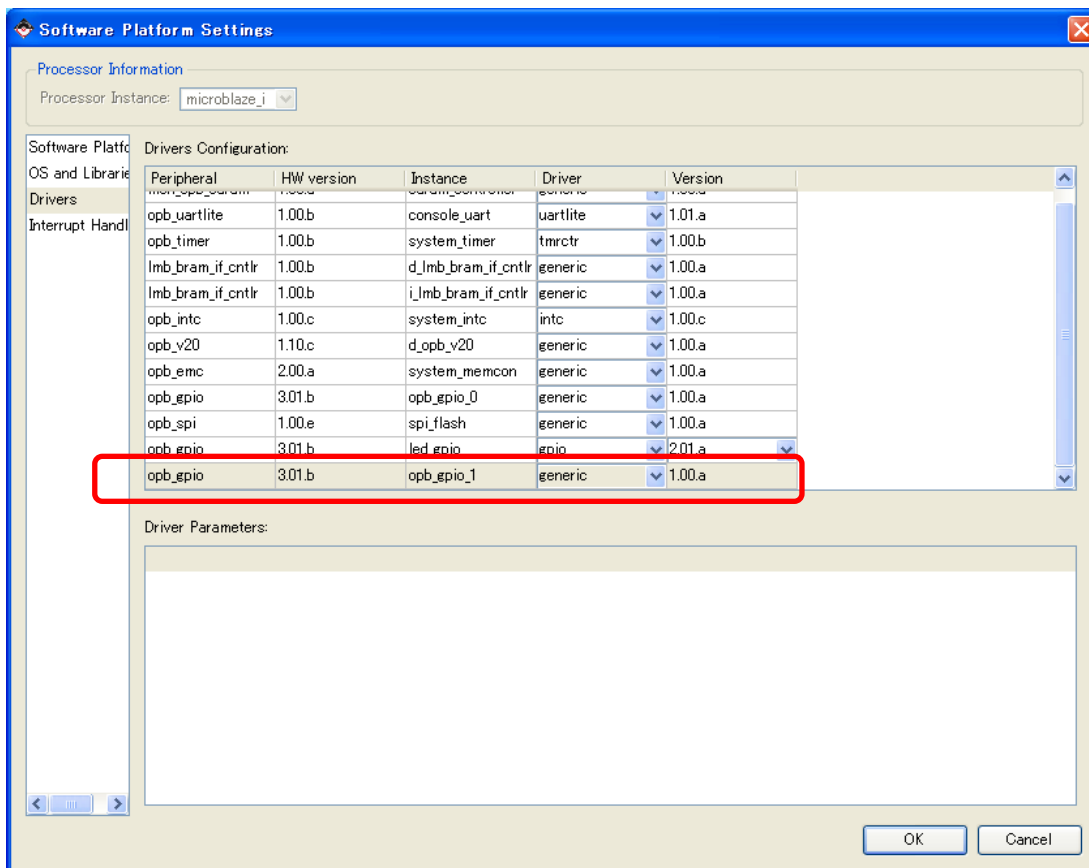 Software Platform Settings
Processor Information
Processor Instance: microblaze_i
Software Platfo
OS and Librarie
Drivers
Interrupt Handl
Drivers Configuration:
Peripheral HW version Instance Driver Version
opb_uartlite 1.00.b console_uart uartlite 1.01.a
opb_timer 1.00.b system_timer tmrctr 1.00.b
lmb_bram_if_cntlr 1.00.b d_lmb_bram_if_cntlr generic 1.00.a
lmb_bram_if_cntlr 1.00.b i_lmb_bram_if_cntlr generic 1.00.a
opb_intc 1.00.c system_intc intc 1.00.c
opb_v20 1.10.c d_opb_v20 generic 1.00.a
opb_emc 2.00.a system_memcon generic 1.00.a
opb_gpio 3.01.b opb_gpio_0 generic 1.00.a
opb_spi 1.00.e spi_flash generic 1.00.a
opb_gpio 3.01.b led_gpio gpio 2.01.a
opb_gpio 3.01.b opb_gpio_1 generic 1.00.a
Driver Parameters:
OK Cancel